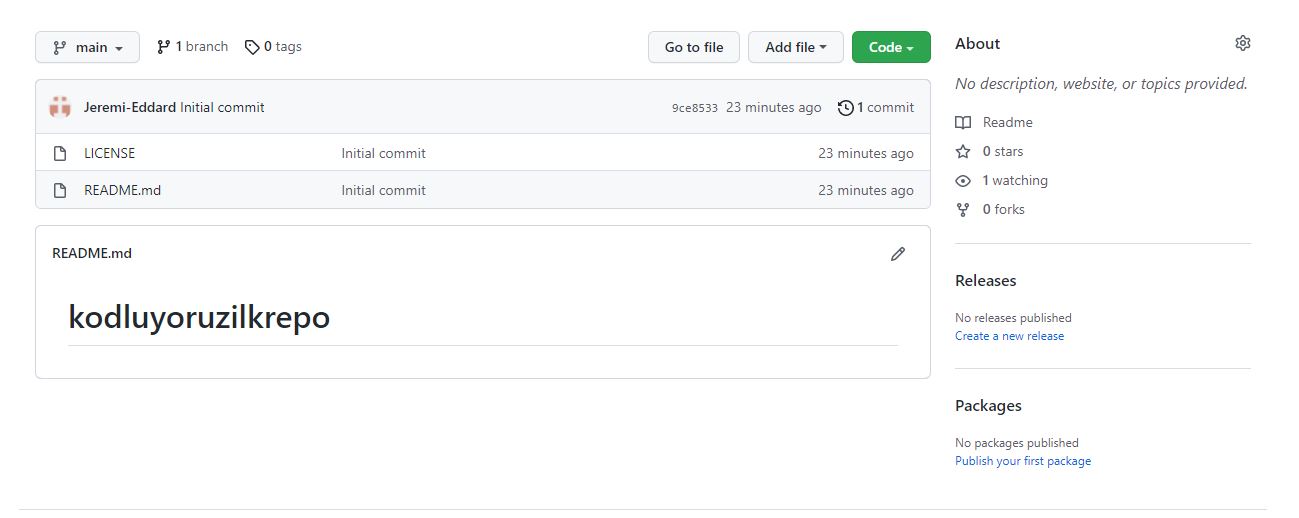 main 1 branch 0 tags Go to file Add file Code
Jeremi-Eddard Initial commit 9ce8533 23 minutes ago 1 commit
LICENSE Initial commit 23 minutes ago
README.md Initial commit 23 minutes ago
README.md
kodluyoruzilkrepo
About
No description, website, or topics provided.
Readme
0 stars
1 watching
0 forks
Releases
No releases published
Create a new release
Packages
No packages published
Publish your first package